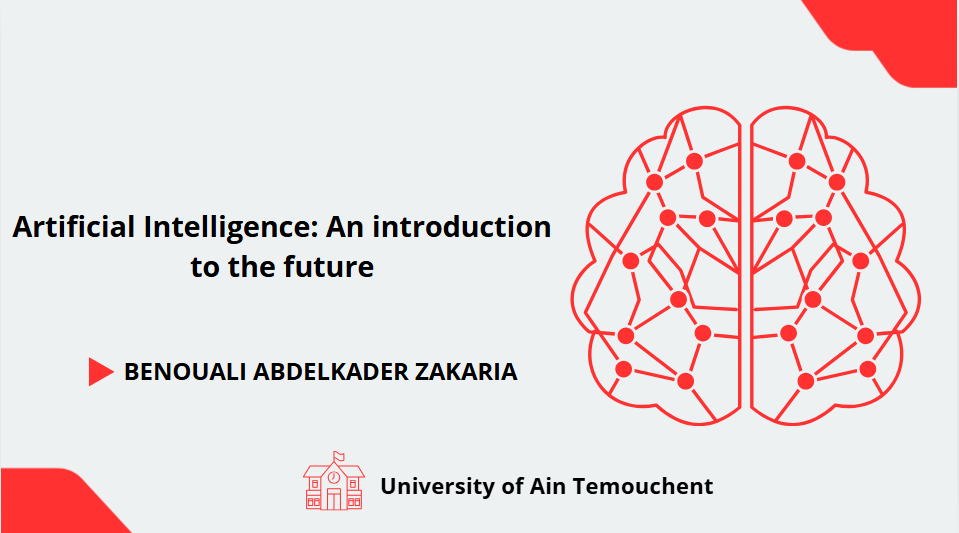 Artificial Intelligence: An introduction
to the future
BENOUALI ABDELKADER ZAKARIA
University of Ain Temouchent